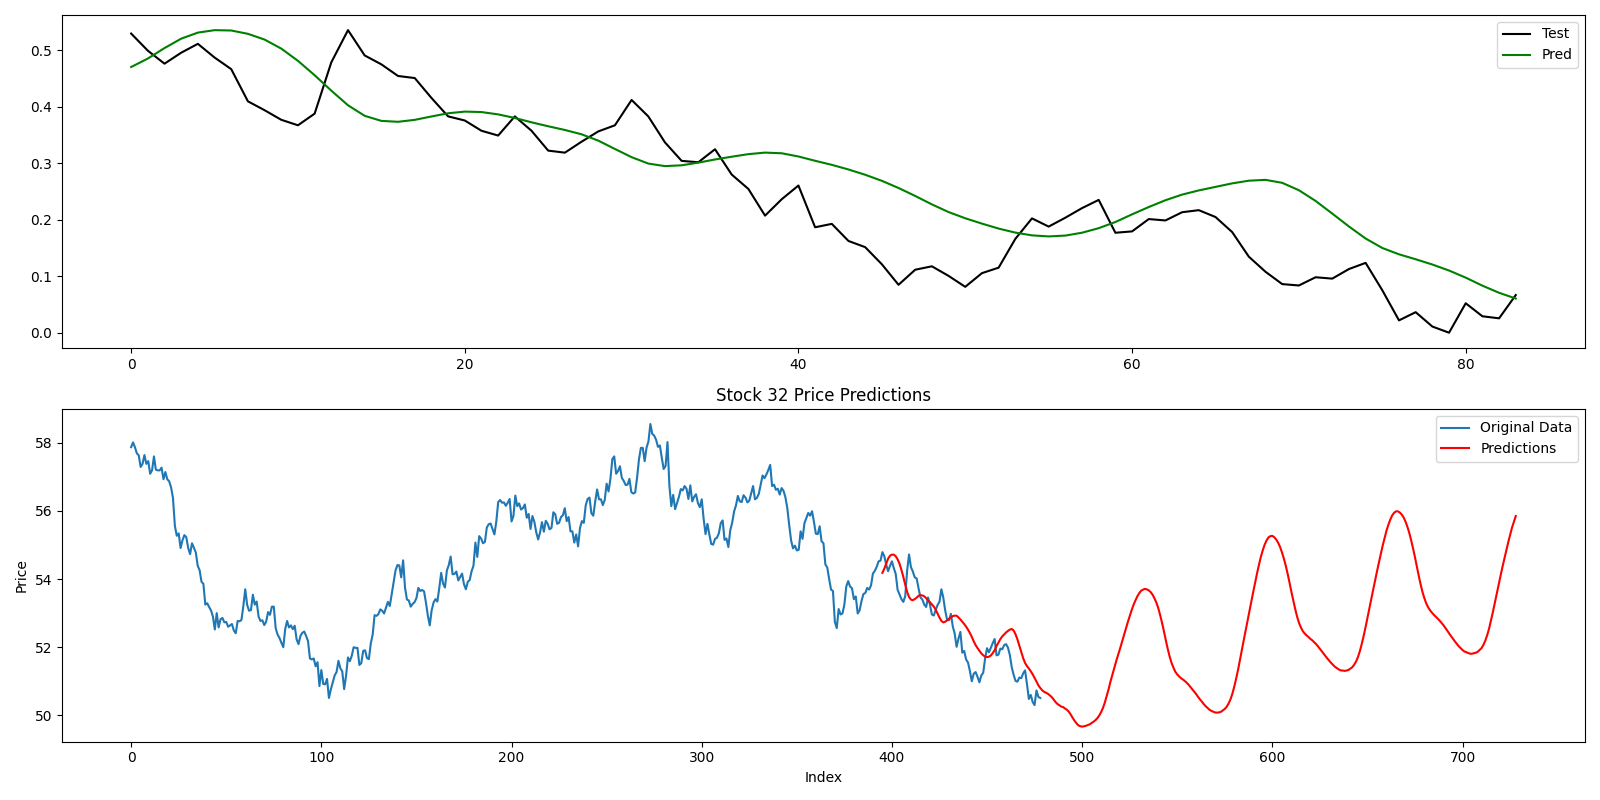 Test
Pred
0.5
0.4
0.3
0.2
0.1
0.0
0 20 40 60 80
Stock 32 Price Predictions
Original Data
Predictions
Price
58
56
54
52
50
0 100 200 300 400 500 600 700
Index